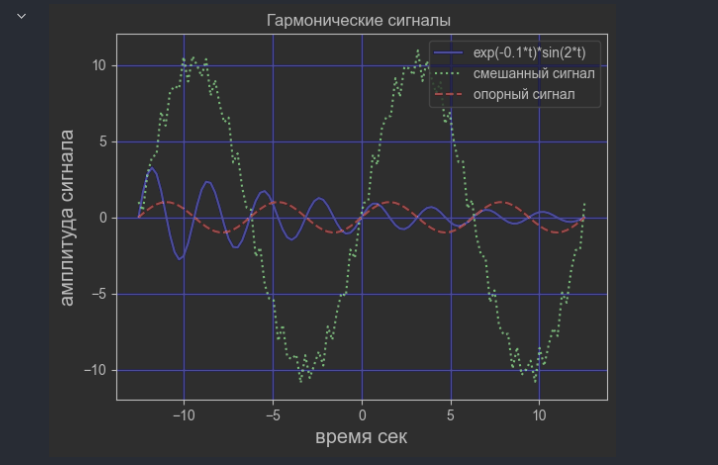 Гармонические сигналы
exp(-0.1*t)*sin(2*t)
смешанный сигнал
опорный сигнал
10
5
0
−5
−10
амплитуда сигнала
−10 −5 0 5 10
время сек